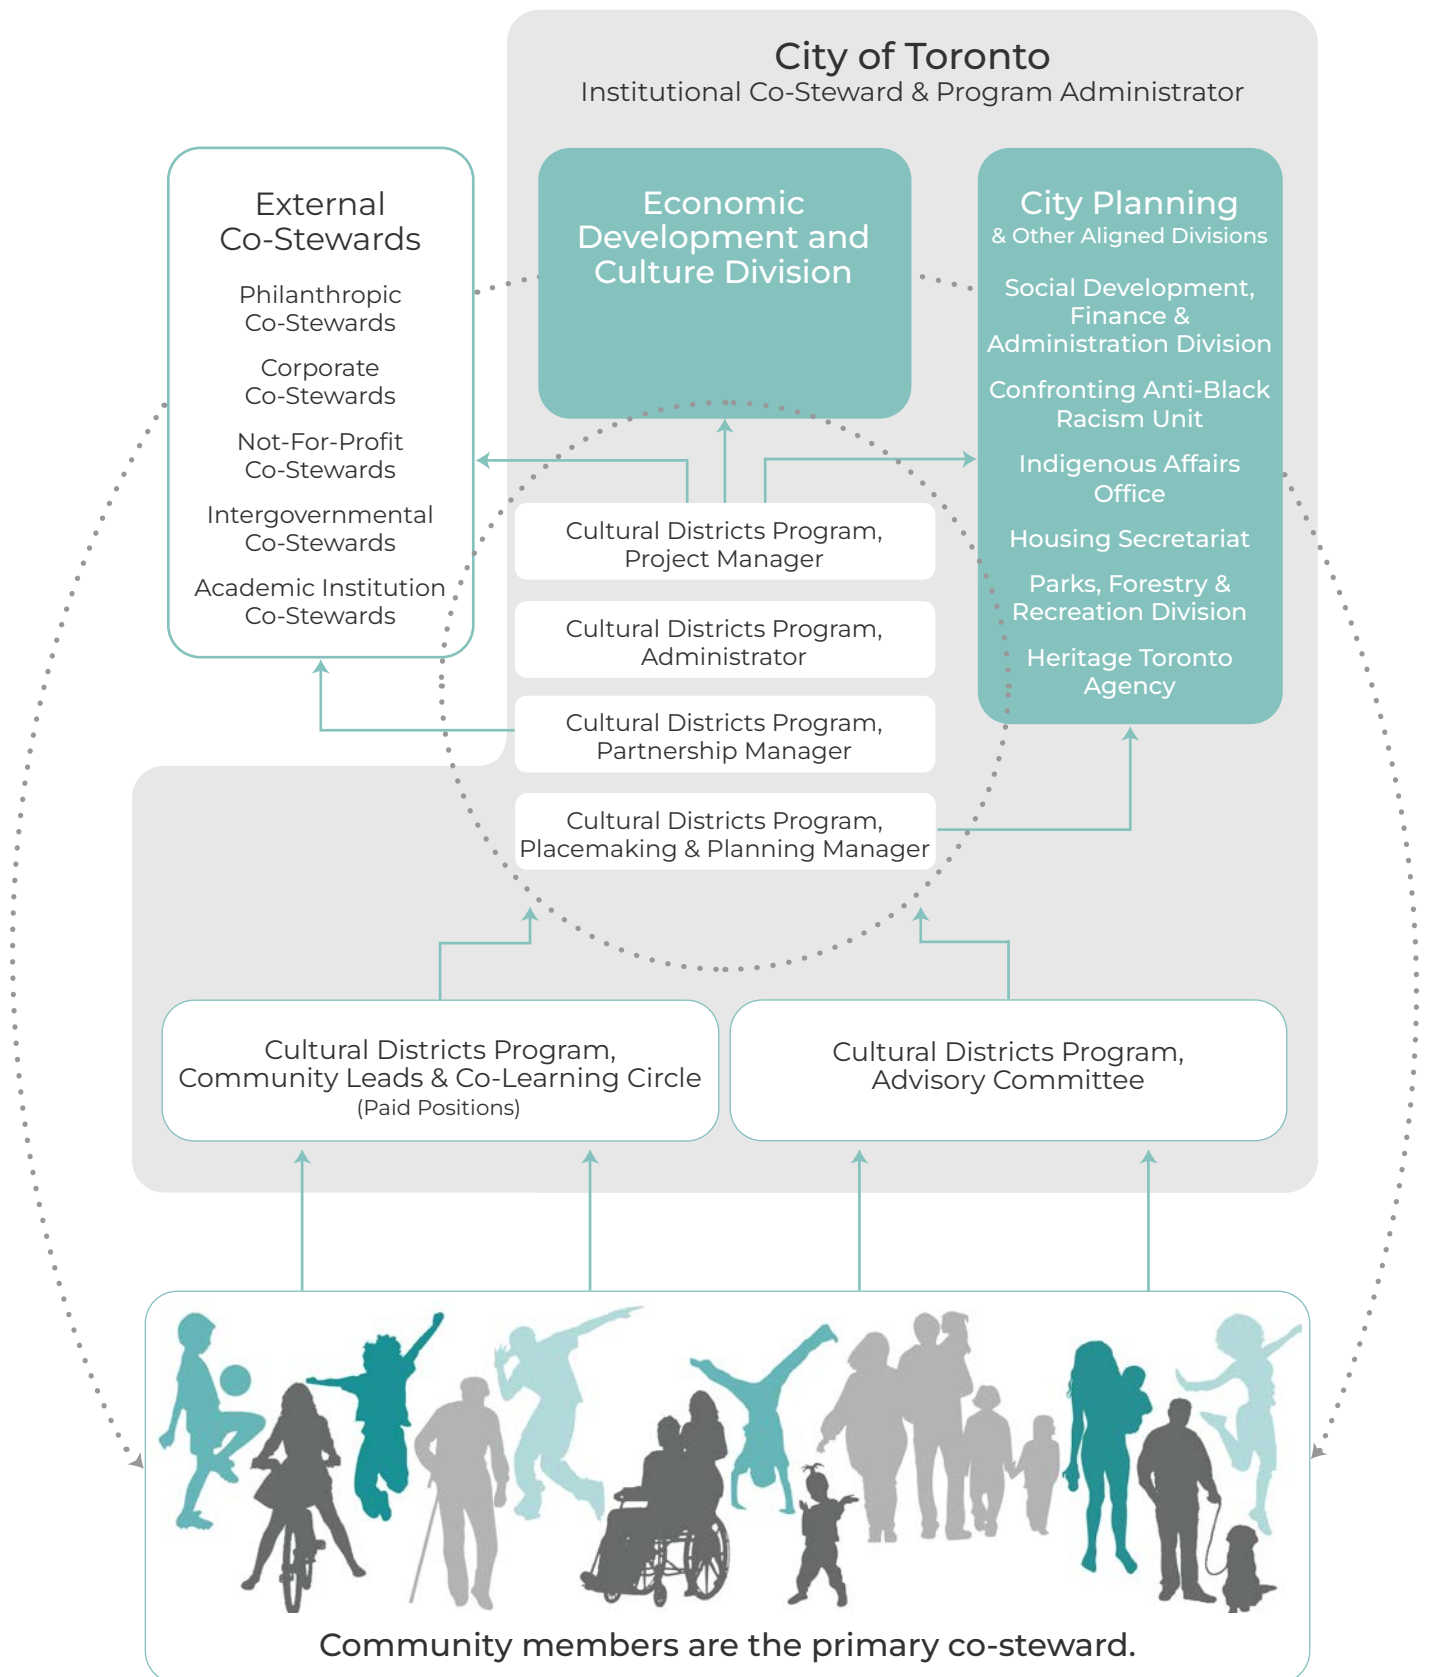 City of Toronto
Institutional Co-Steward & Program Administrator
External
Co-Stewards
Philanthropic
Co-Stewards
Corporate
Co-Stewards
Not-For-Profit
Co-Stewards
Intergovernmental
Co-Stewards
Academic Institution
Co-Stewards
Economic
Development and
Culture Division
City Planning
& Other Aligned Divisions
Social Development,
Finance &
Administration Division
Confronting Anti-Black
Racism Unit
Indigenous Affairs
Office
Housing Secretariat
Parks, Forestry &
Recreation Division
Heritage Toronto
Agency
Cultural Districts Program,
Project Manager
Cultural Districts Program,
Administrator
Cultural Districts Program,
Partnership Manager
Cultural Districts Program,
Placemaking & Planning Manager
Cultural Districts Program,
Community Leads & Co-Learning Circle
(Paid Positions)
Cultural Districts Program,
Advisory Committee
Community members are the primary co-steward.